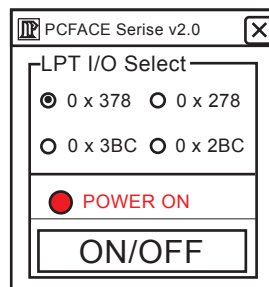 PCFACE Serise v2.0
LPT I/O Select
0 x 378 0 x 278
0 x 3BC 0 x 2BC
POWER ON
ON/OFF